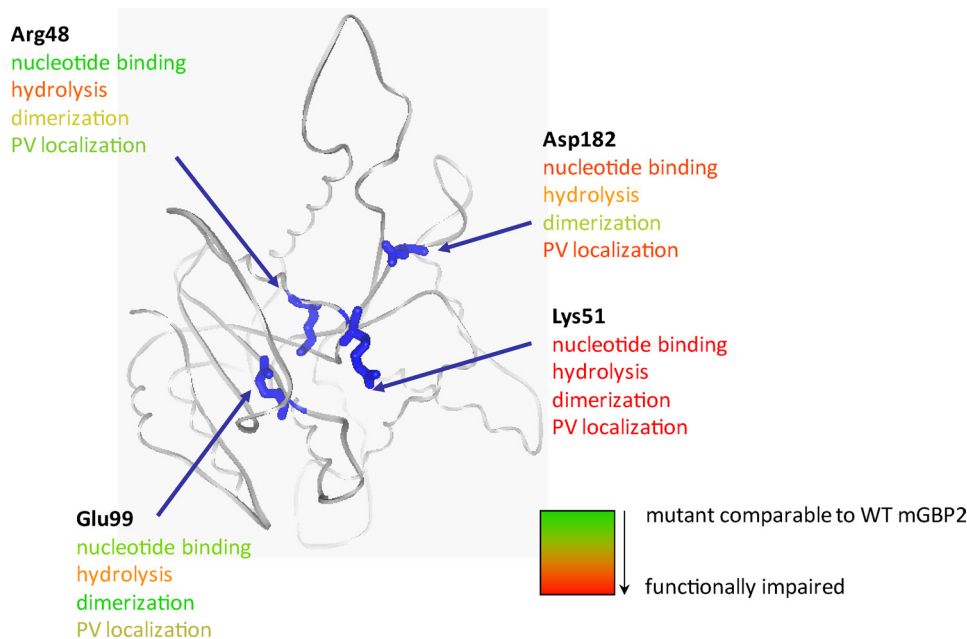 Arg48
nucleotide binding
hydrolysis
dimerization
PV localization
Asp182
nucleotide binding
hydrolysis
dimerization
PV localization
Lys51
nucleotide binding
hydrolysis
dimerization
PV localization
Glu99
nucleotide binding
hydrolysis
dimerization
PV localization
mutant comparable to WT mGBP2
functionally impaired